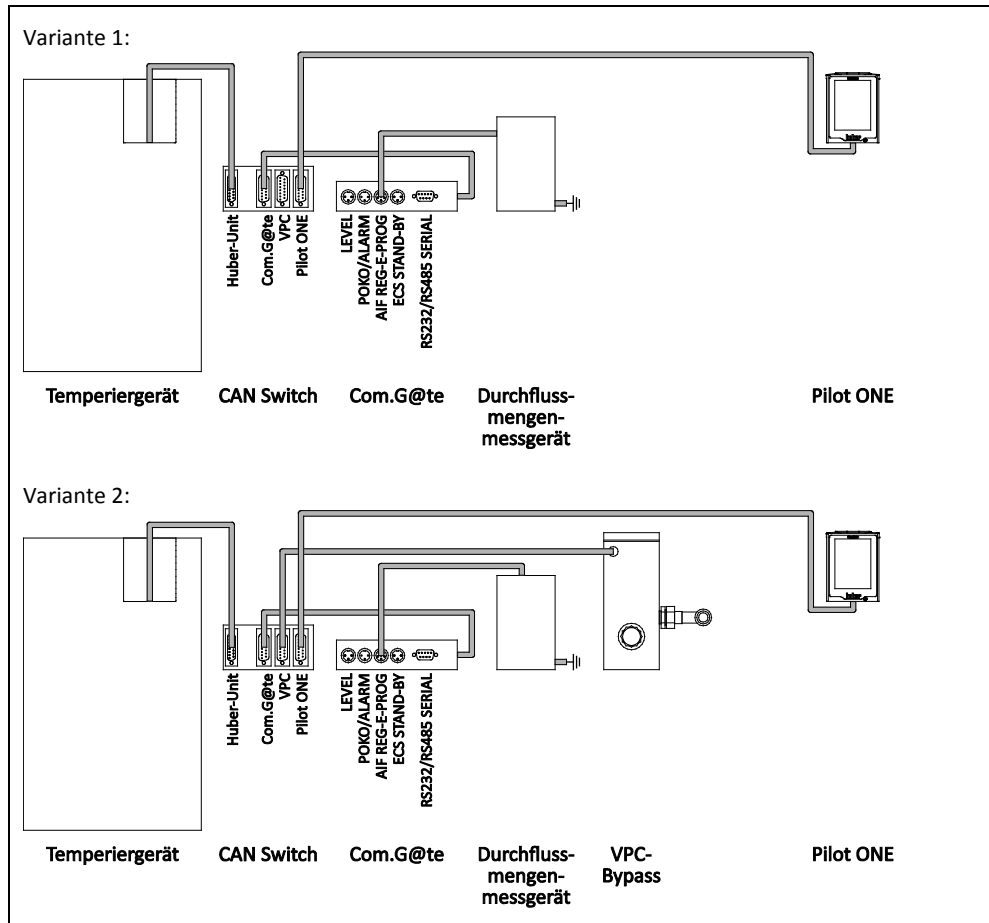 Variante 1:
Huber-Unit
Com.G@te
VPC
Pilot ONE
LEVEL
POKO/ALARM
AIF REG-E-PROG
ECS STAND-BY
RS232/RS485 SERIAL
Temperiergerät
CAN Switch
Com.G@te
Durchfluss-
mengen-
messgerät
Pilot ONE
Variante 2:
Huber-Unit
Com.G@te
VPC
Pilot ONE
LEVEL
POKO/ALARM
AIF REG-E-PROG
ECS STAND-BY
RS232/RS485 SERIAL
Temperiergerät
CAN Switch
Com.G@te
Durchfluss-
mengen-
messgerät
VPC-
Bypass
Pilot ONE